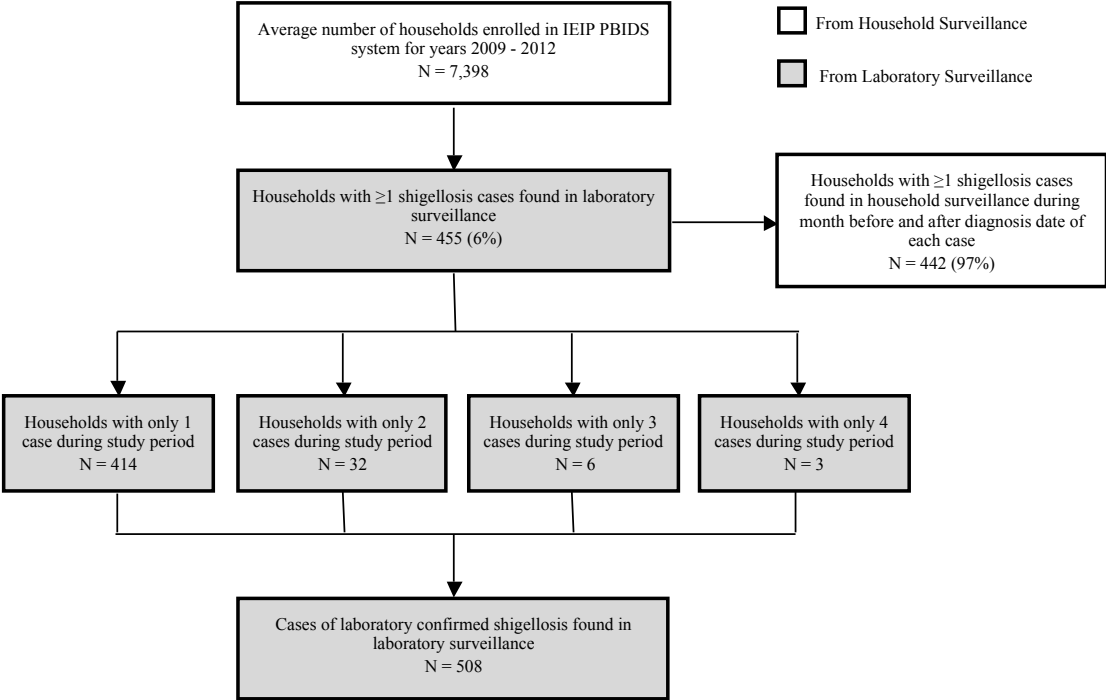 Average number of households enrolled in IEIP PBIDS
system for years 2009 - 2012
N = 7,398
From Household Surveillance
From Laboratory Surveillance
Households with ≥1 shigellosis cases found in laboratory
surveillance
N = 455 (6%)
Households with ≥1 shigellosis cases
found in household surveillance during
month before and after diagnosis date of
each case
N = 442 (97%)
Households with only 1
case during study period
N = 414
Households with only 2
cases during study period
N = 32
Households with only 3
cases during study period
N = 6
Households with only 4
cases during study period
N = 3
Cases of laboratory confirmed shigellosis found in
laboratory surveillance
N = 508